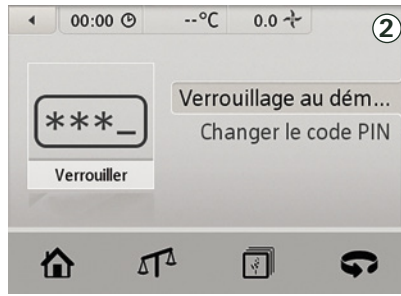 00:00 --°C 0.0 2
Verrouillage au dém...
***_
Changer le code PIN
Verrouiller